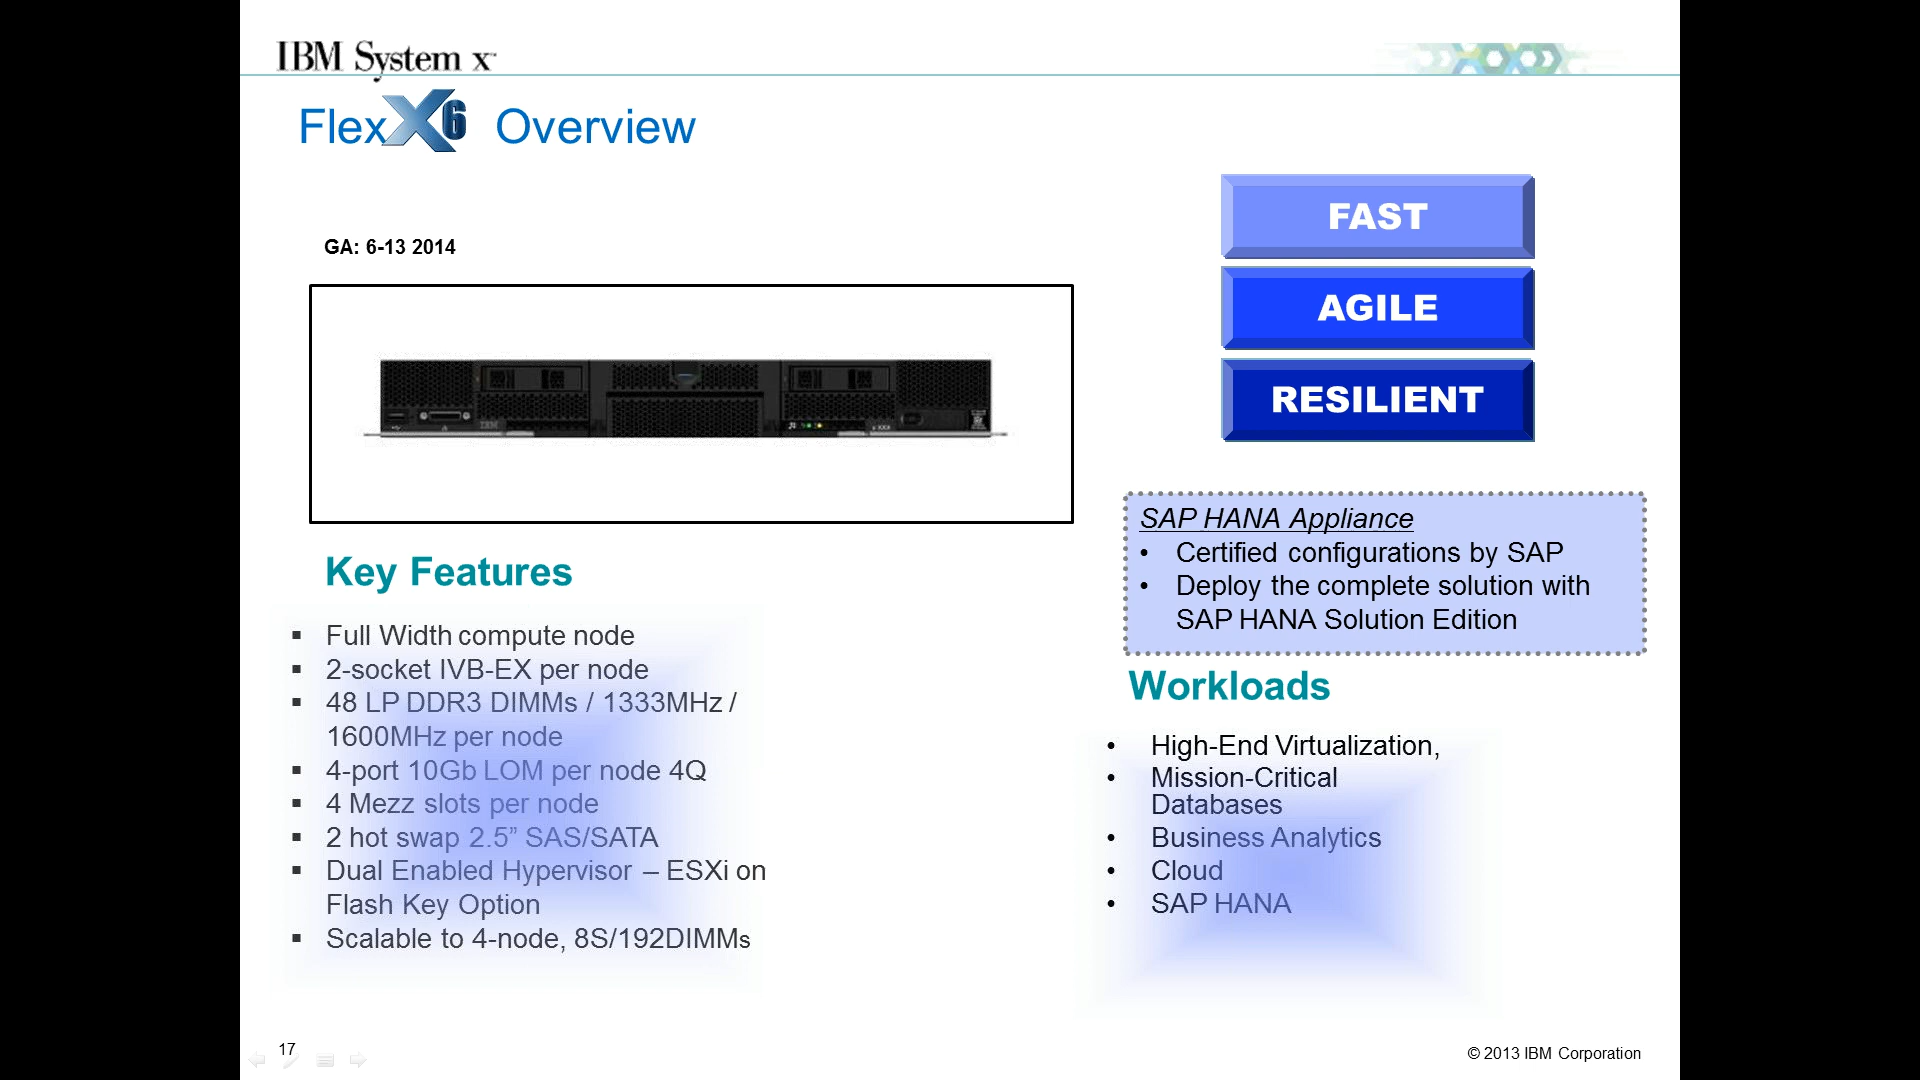 IBM System x™
FlexX6 Overview
FAST
GA: 6-13 2014
AGILE
RESILIENT
IBM
SAP HANA Appliance
• Certified configurations by SAP
• Deploy the complete solution with
SAP HANA Solution Edition
Key Features
▪ Full Width compute node
▪ 2-socket IVB-EX per node
▪ 48 LP DDR3 DIMMs / 1333MHz /
1600MHz per node
▪ 4-port 10Gb LOM per node 4Q
▪ 4 Mezz slots per node
▪ 2 hot swap 2.5” SAS/SATA
▪ Dual Enabled Hypervisor – ESXi on
Flash Key Option
▪ Scalable to 4-node, 8S/192DIMMs
Workloads
• High-End Virtualization,
• Mission-Critical
Databases
• Business Analytics
• Cloud
• SAP HANA
17
© 2013 IBM Corporation